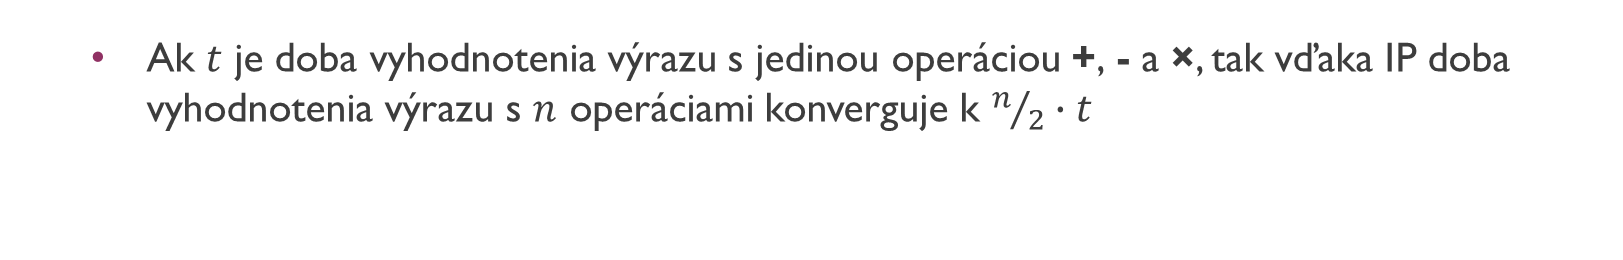 • Ak 𝑡 je doba vyhodnotenia výrazu s jedinou operáciou +, - a ×, tak vďaka IP doba
vyhodnotenia výrazu s 𝑛 operáciami konverguje k 𝑛/2 · 𝑡